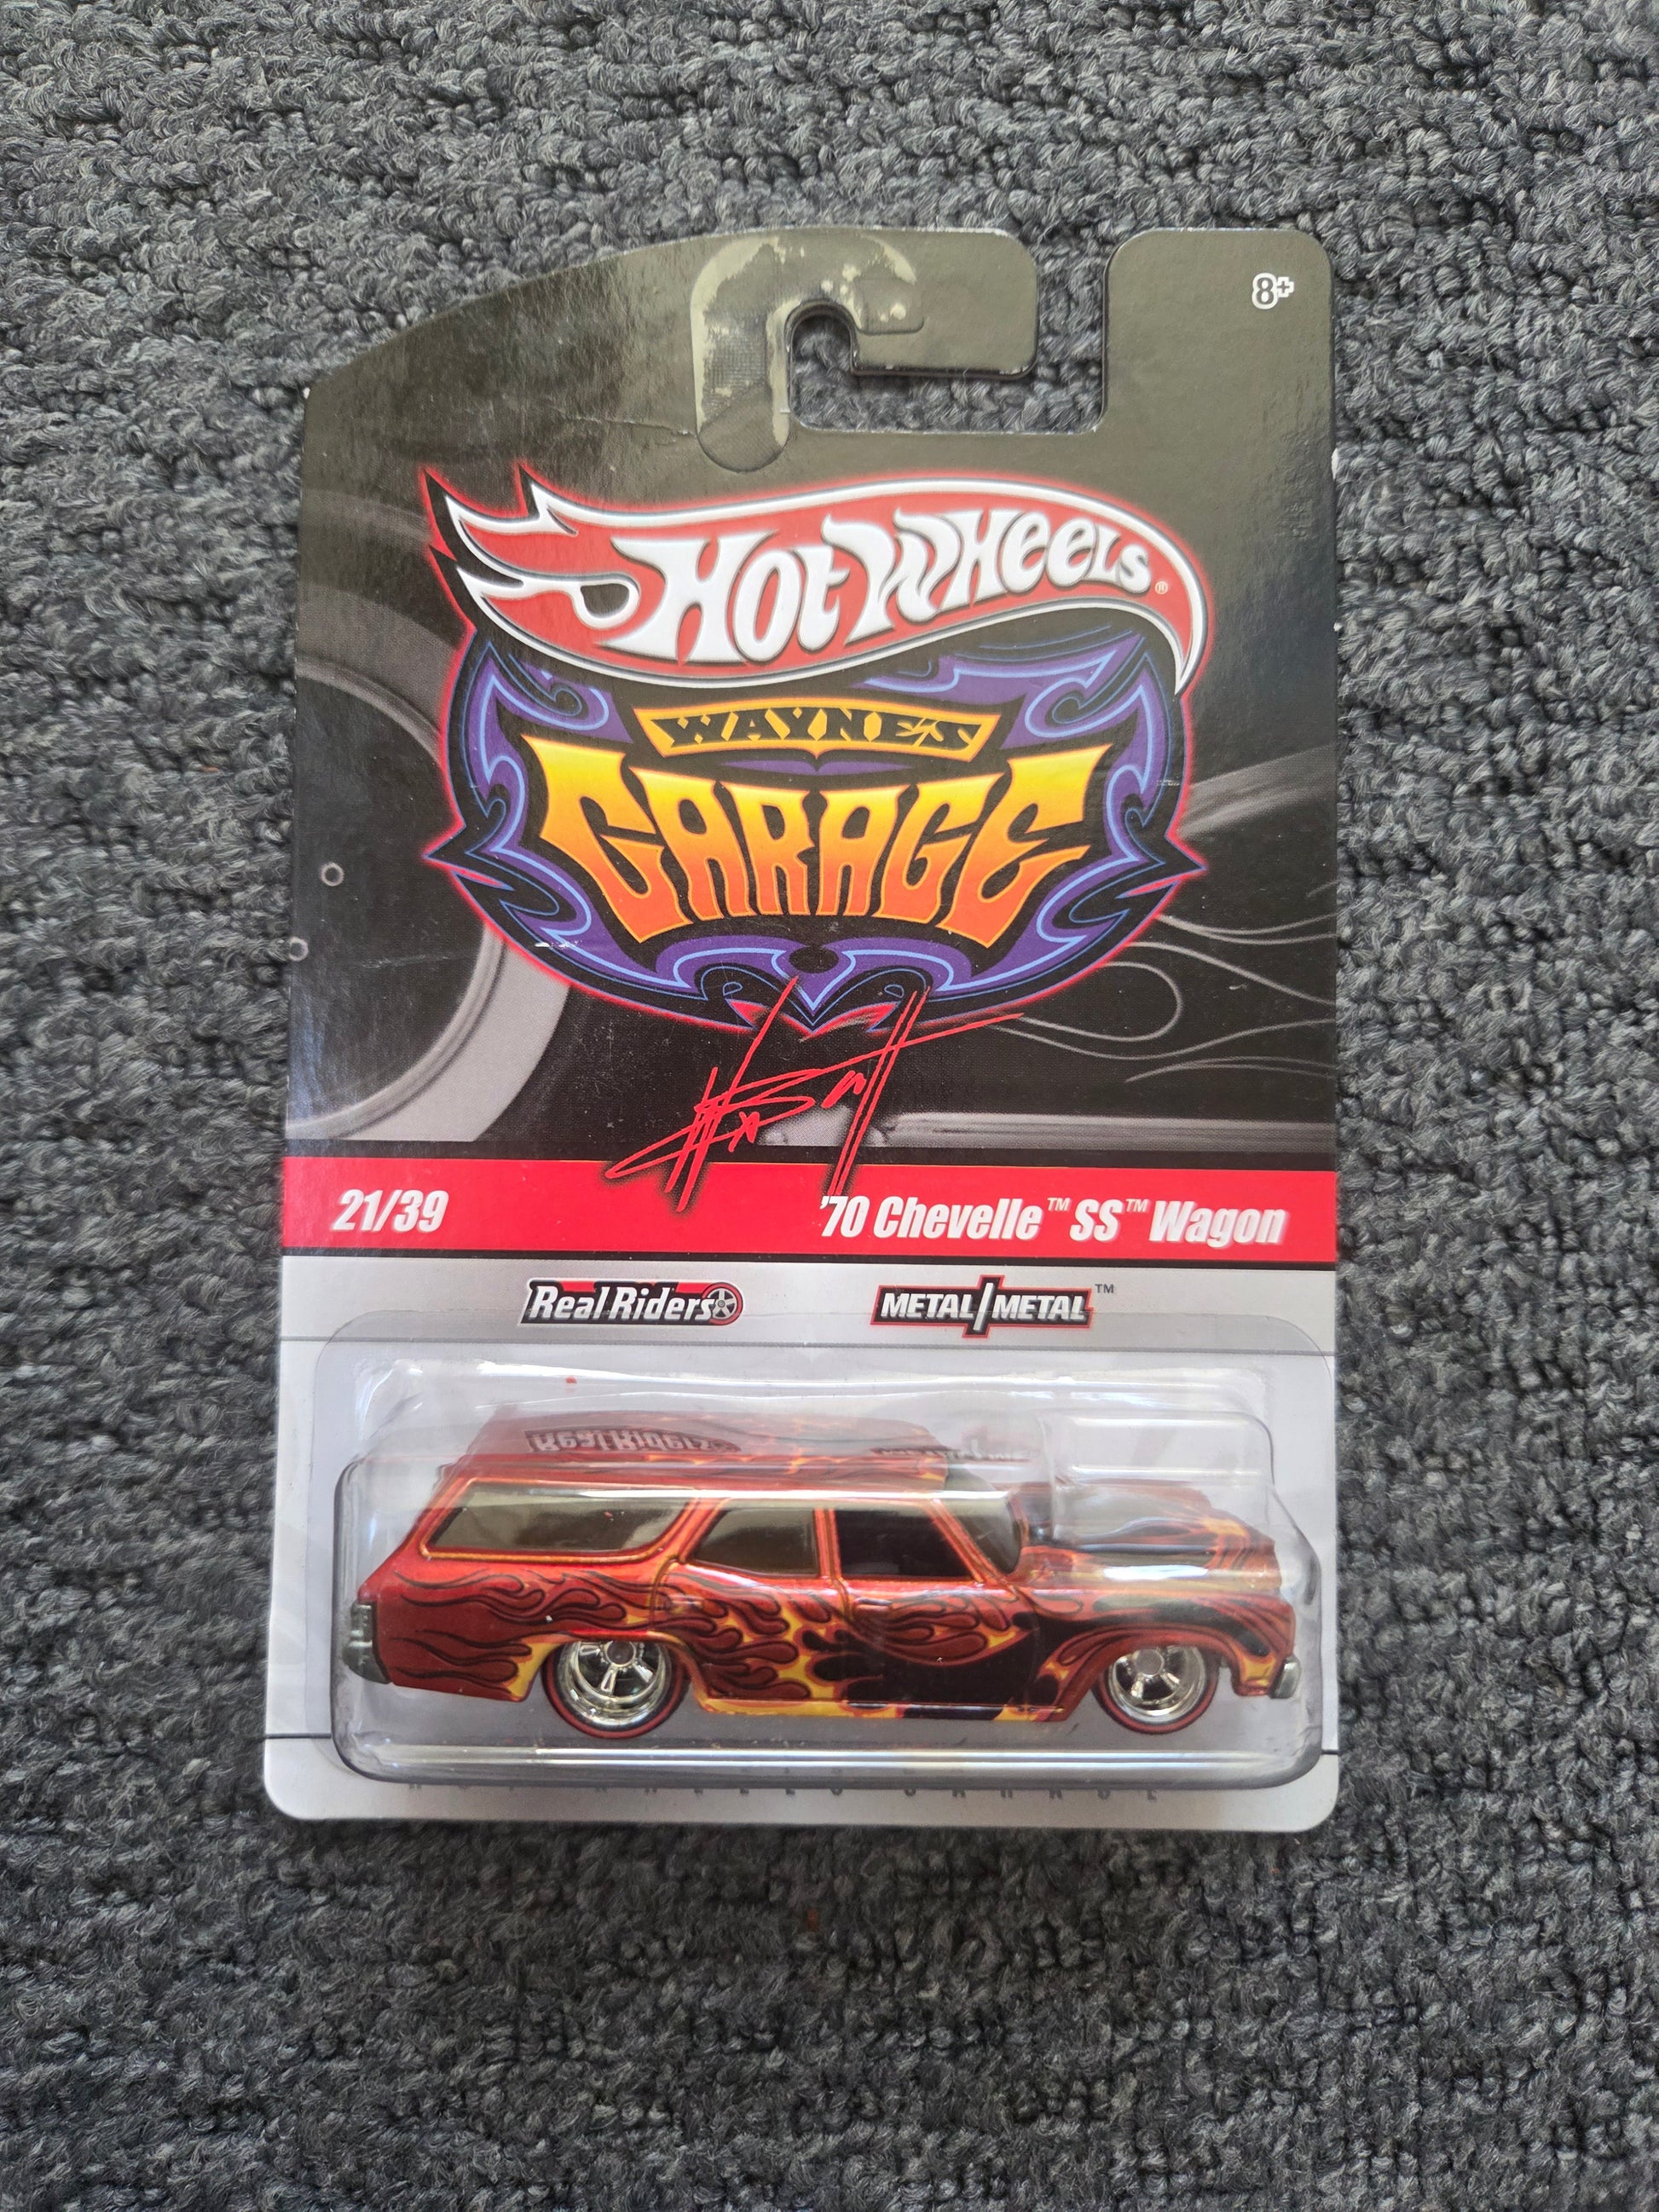 8+
Hot Wheels®
WAYNE'S
GARAGE
21/39
'70 Chevelle™ SS™ Wagon
Real Riders
METAL/METAL™